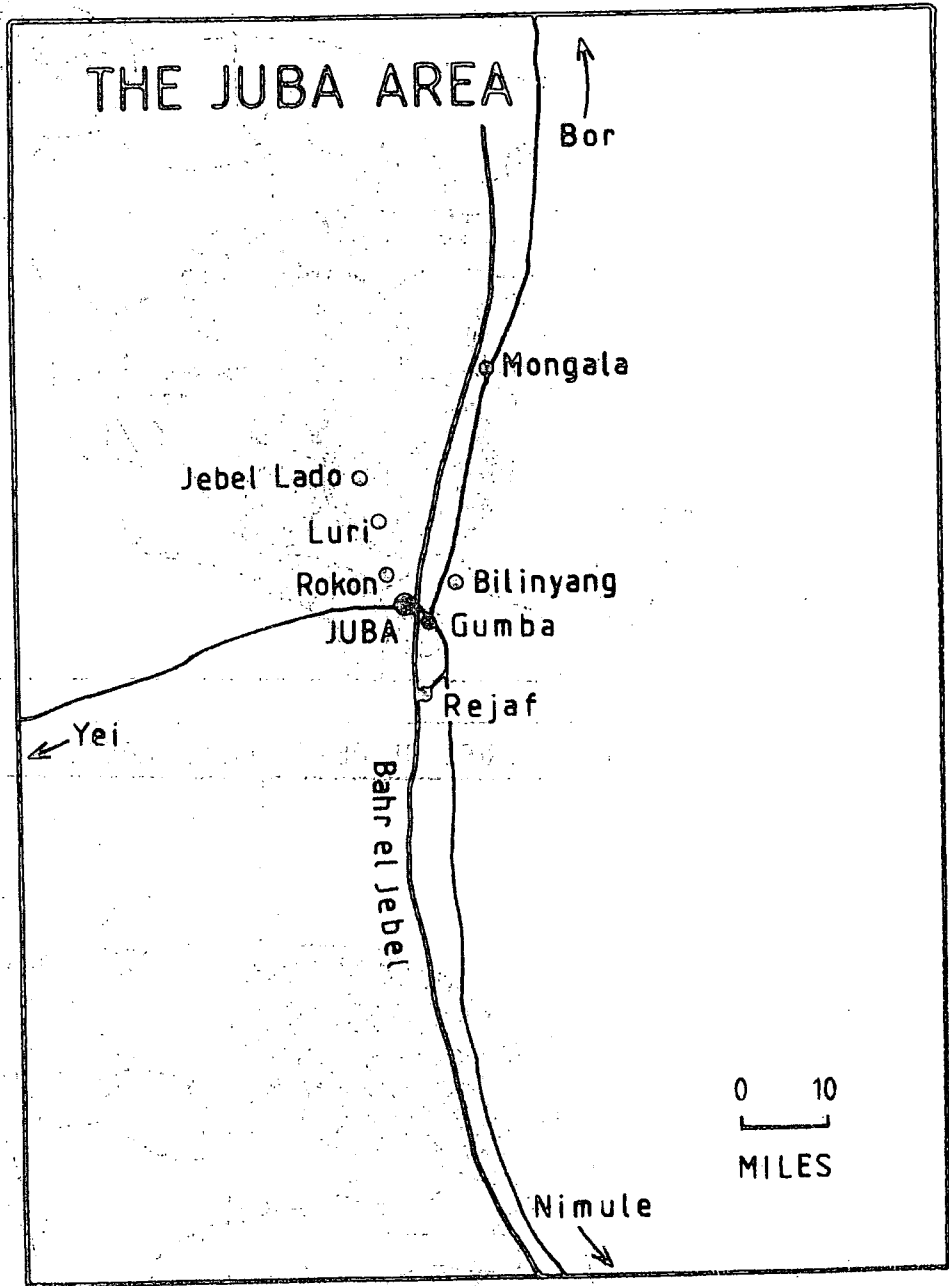 THE JUBA AREA
Bor
Mongala
Jebel Lado
Luri
Rokon
Bilinyang
JUBA
Gumba
Rejaf
Yei
Bahr el Jebel
0 10
MILES
Nimule